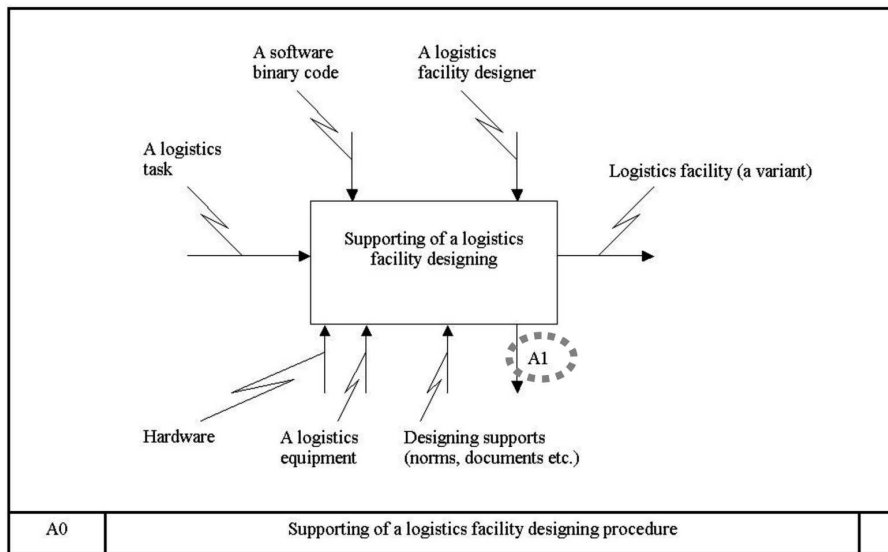 A software
binary code
A logistics
facility designer
A logistics
task
Logistics facility (a variant)
Supporting of a logistics
facility designing
A1
Hardware
A logistics
equipment
Designing supports
(norms, documents etc.)
A0
Supporting of a logistics facility designing procedure